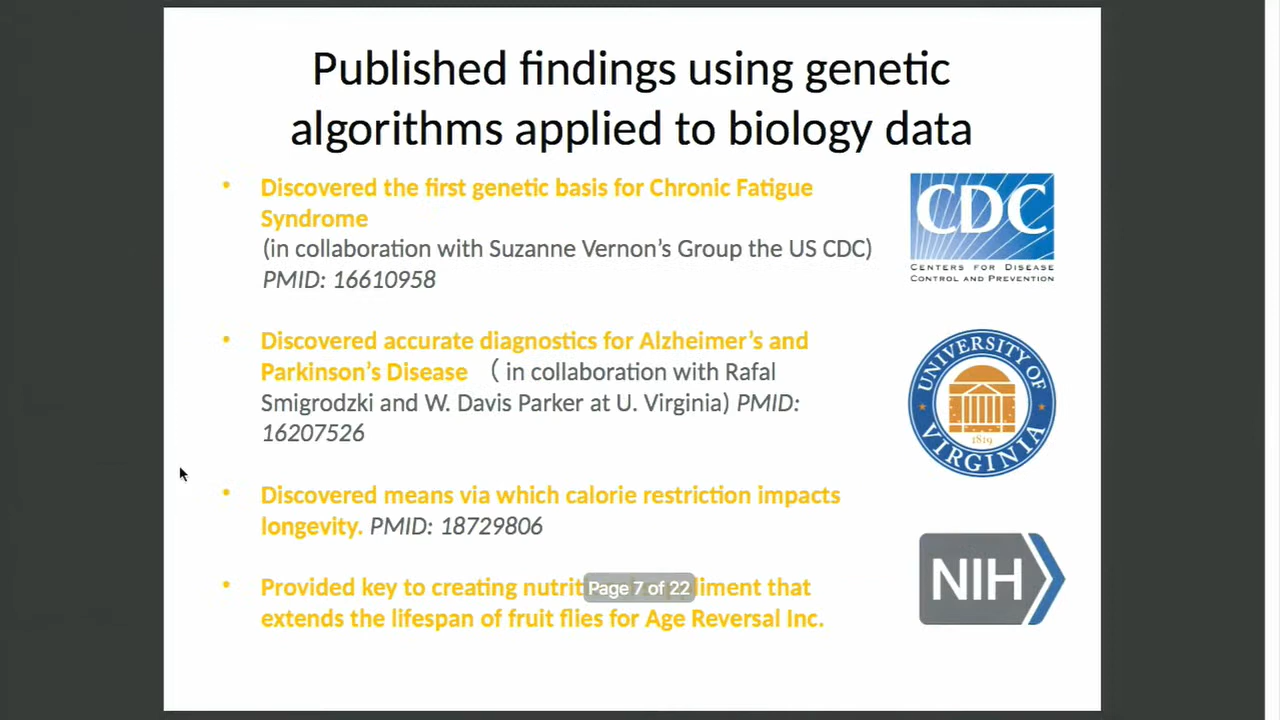 Published findings using genetic
algorithms applied to biology data
• Discovered the first genetic basis for Chronic Fatigue
Syndrome
(in collaboration with Suzanne Vernon’s Group the US CDC)
PMID: 16610958
• Discovered accurate diagnostics for Alzheimer’s and
Parkinson’s Disease ( in collaboration with Rafal
Smigrodzki and W. Davis Parker at U. Virginia) PMID:
16207526
• Discovered means via which calorie restriction impacts
longevity. PMID: 18729806
• Provided key to creating that
extends the lifespan of fruit flies for Age Reversal Inc.
Page 7 of 22
CDC
CENTERS FOR DISEASE
CONTROL AND PREVENTION
UNIVERSITY OF
VIRGINIA
1819
NIH